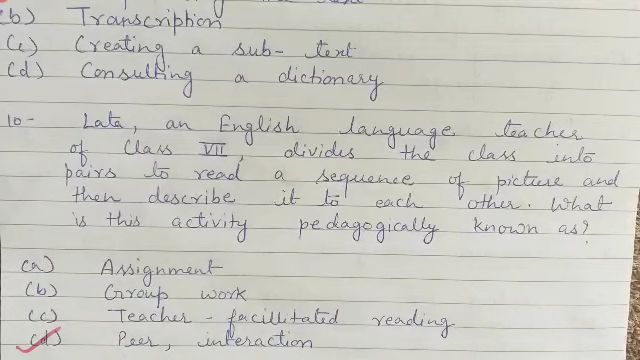 (b) Transcription
(c) Creating a sub-text
(d) Consulting a dictionary
10- Lata, an English language teacher
of Class VII, divides the class into
pairs to read a sequence of picture and
then describe it to each other. What
is this activity pedagogically known as?
(a) Assignment
(b) Group work
(c) Teacher-facillitated reading
(d) Peer, interaction